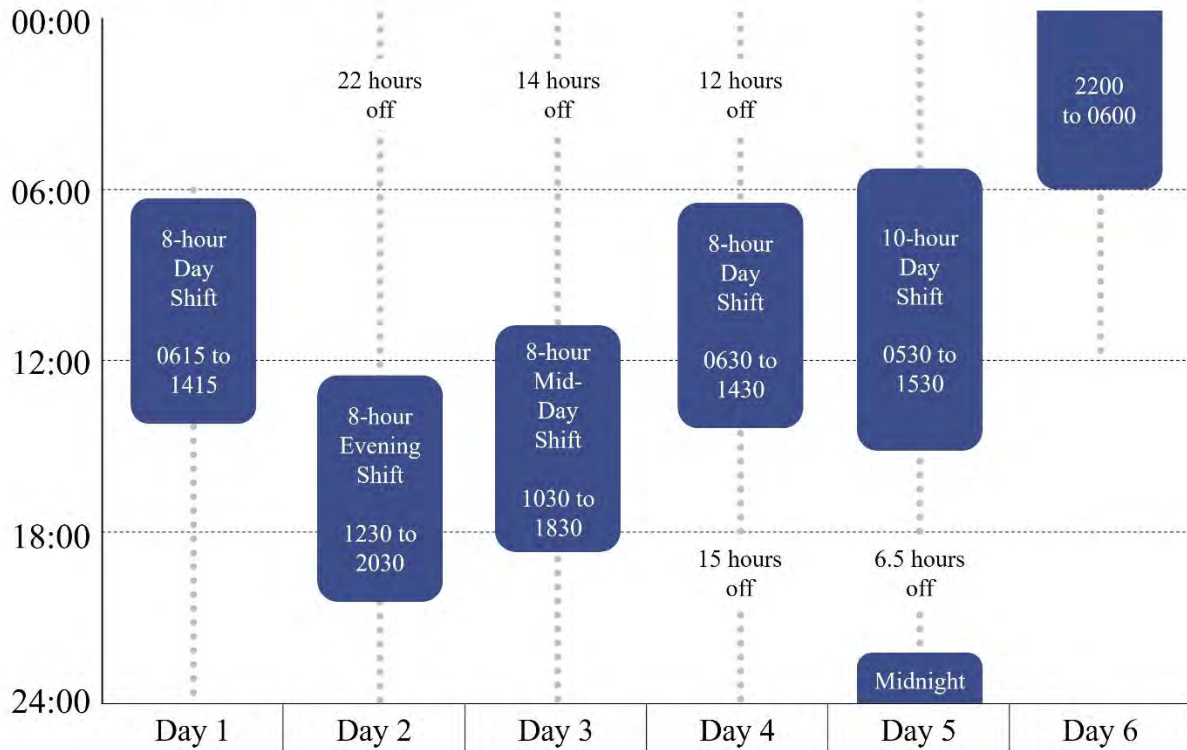 00:00
06:00
12:00
18:00
24:00
8-hour
Day
Shift
0615 to
1415
22 hours
off
8-hour
Evening
Shift
1230 to
2030
14 hours
off
8-hour
Mid-
Day
Shift
1030 to
1830
12 hours
off
8-hour
Day
Shift
0630 to
1430
15 hours
off
10-hour
Day
Shift
0530 to
1530
6.5 hours
off
Midnight
2200
to 0600
Day 1
Day 2
Day 3
Day 4
Day 5
Day 6